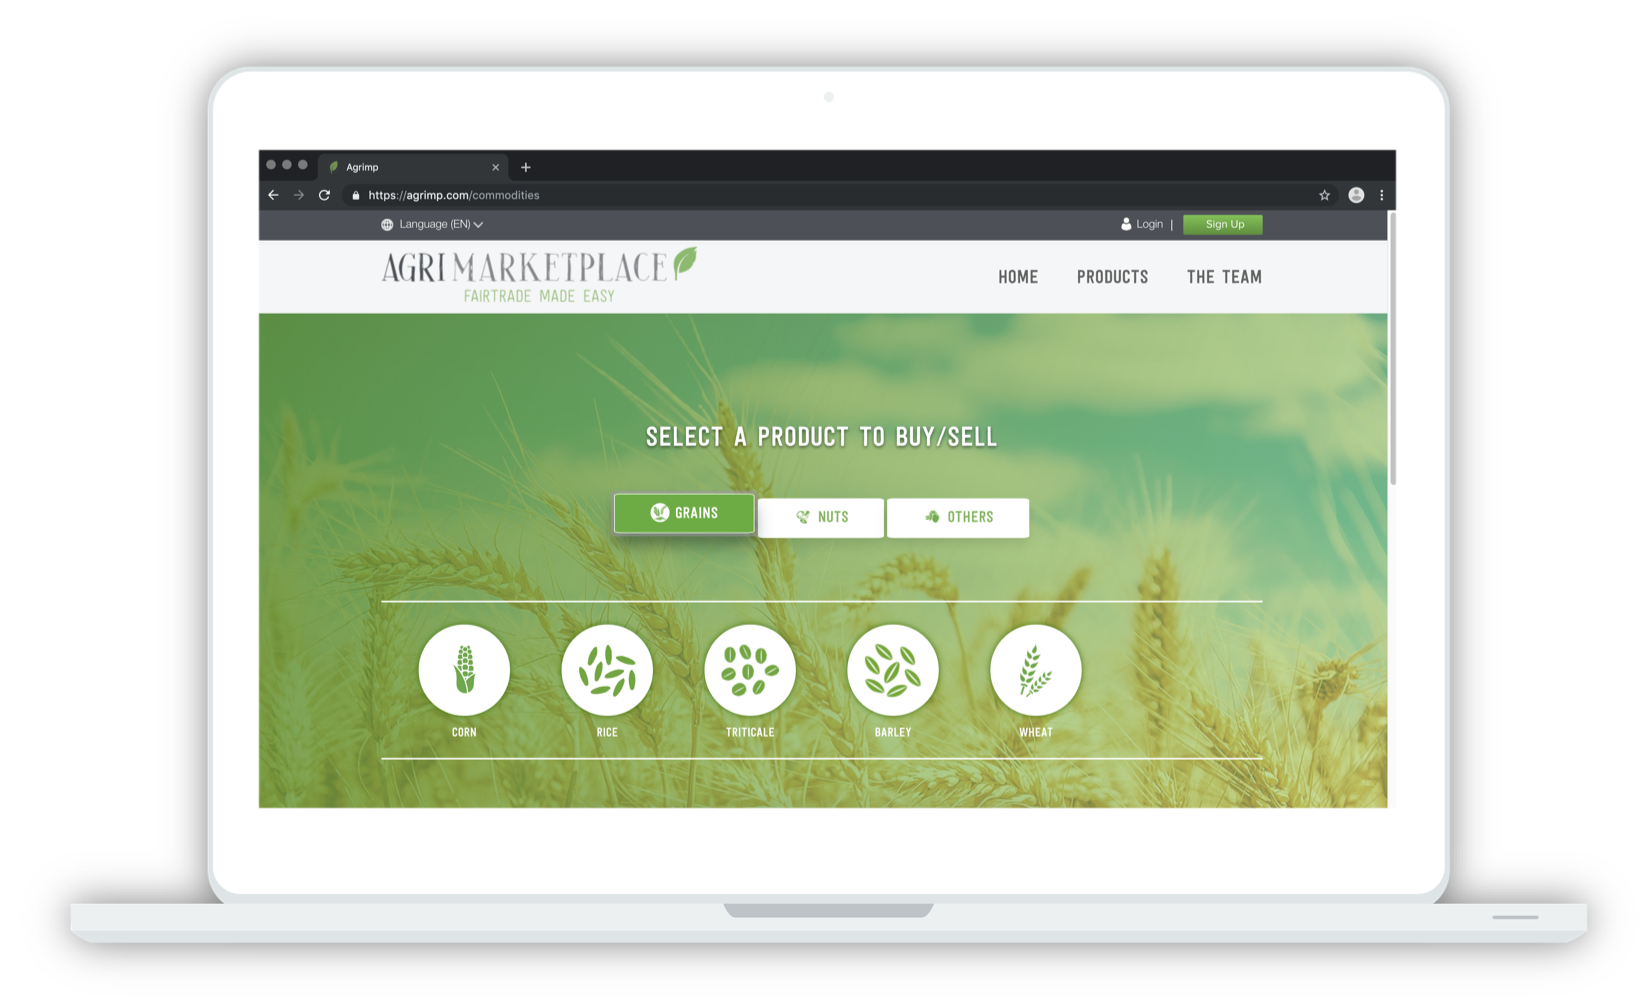 Agrimp
https://agrimp.com/commodities
Language (EN)
Login | Sign Up
AGRI MARKETPLACE
FAIRTRADE MADE EASY
HOME PRODUCTS THE TEAM
SELECT A PRODUCT TO BUY/SELL
GRAINS NUTS OTHERS
CORN RICE TRITICALE BARLEY WHEAT